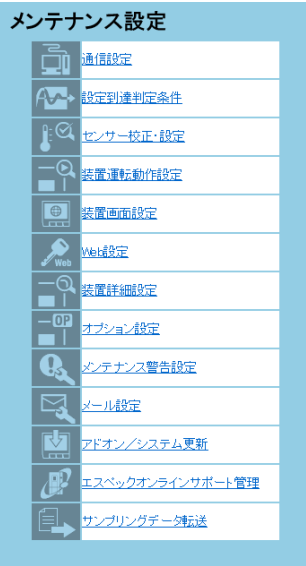 メンテナンス設定
通信設定
設定到達判定条件
センサー校正・設定
装置運転動作設定
装置画面設定
Web
Web設定
装置詳細設定
OP
オプション設定
メンテナンス警告設定
メール設定
アドオン／システム更新
エスペックオンラインサポート管理
サンプリングデータ転送